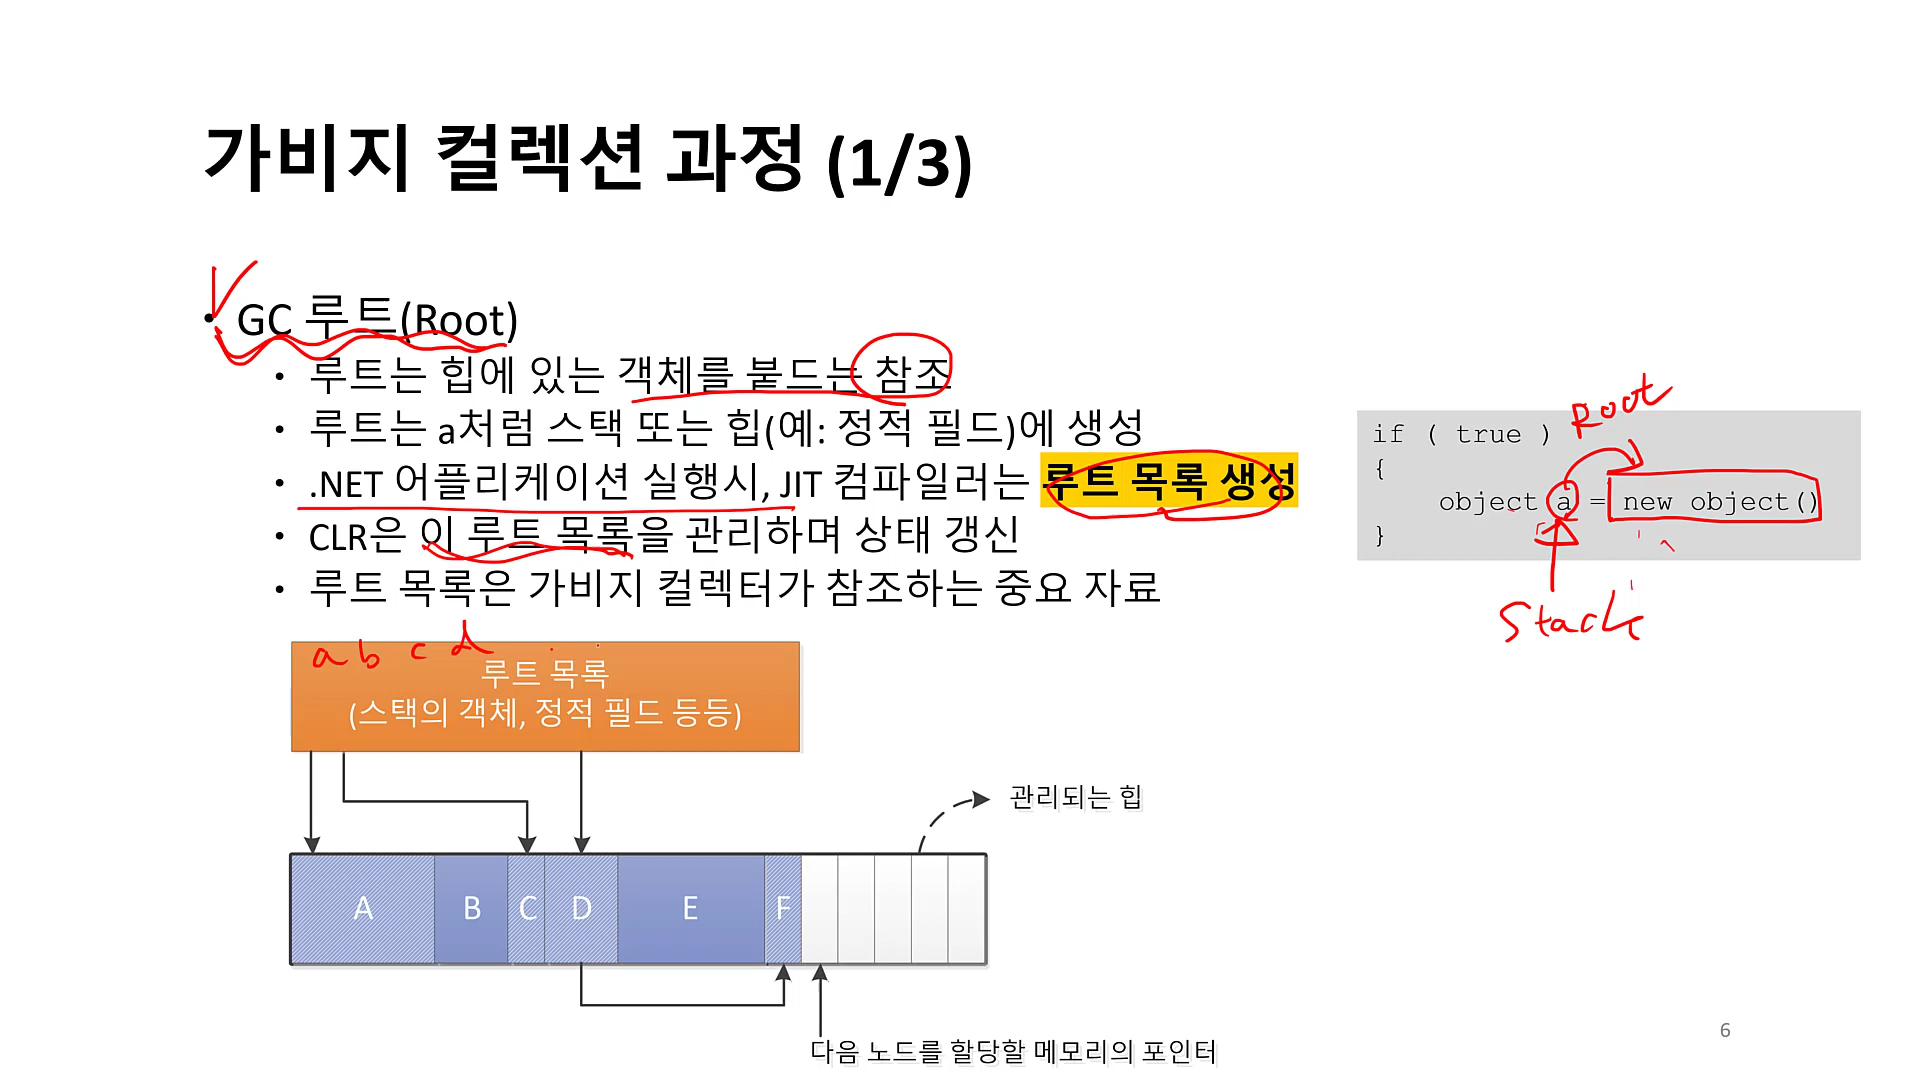 가비지 컬렉션 과정 (1/3)
• GC 루트(Root)
• 루트는 힙에 있는 객체를 붙드는 참조
• 루트는 a처럼 스택 또는 힙(예: 정적 필드)에 생성
• .NET 어플리케이션 실행시, JIT 컴파일러는 루트 목록 생성
• CLR은 이 루트 목록을 관리하며 상태 갱신
• 루트 목록은 가비지 컬렉터가 참조하는 중요 자료
Root
if ( true )
{
object a = new object()
}
Stack
a b c d
루트 목록
(스택의 객체, 정적 필드 등등)
관리되는 힙
A B C D E F
다음 노드를 할당할 메모리의 포인터
6